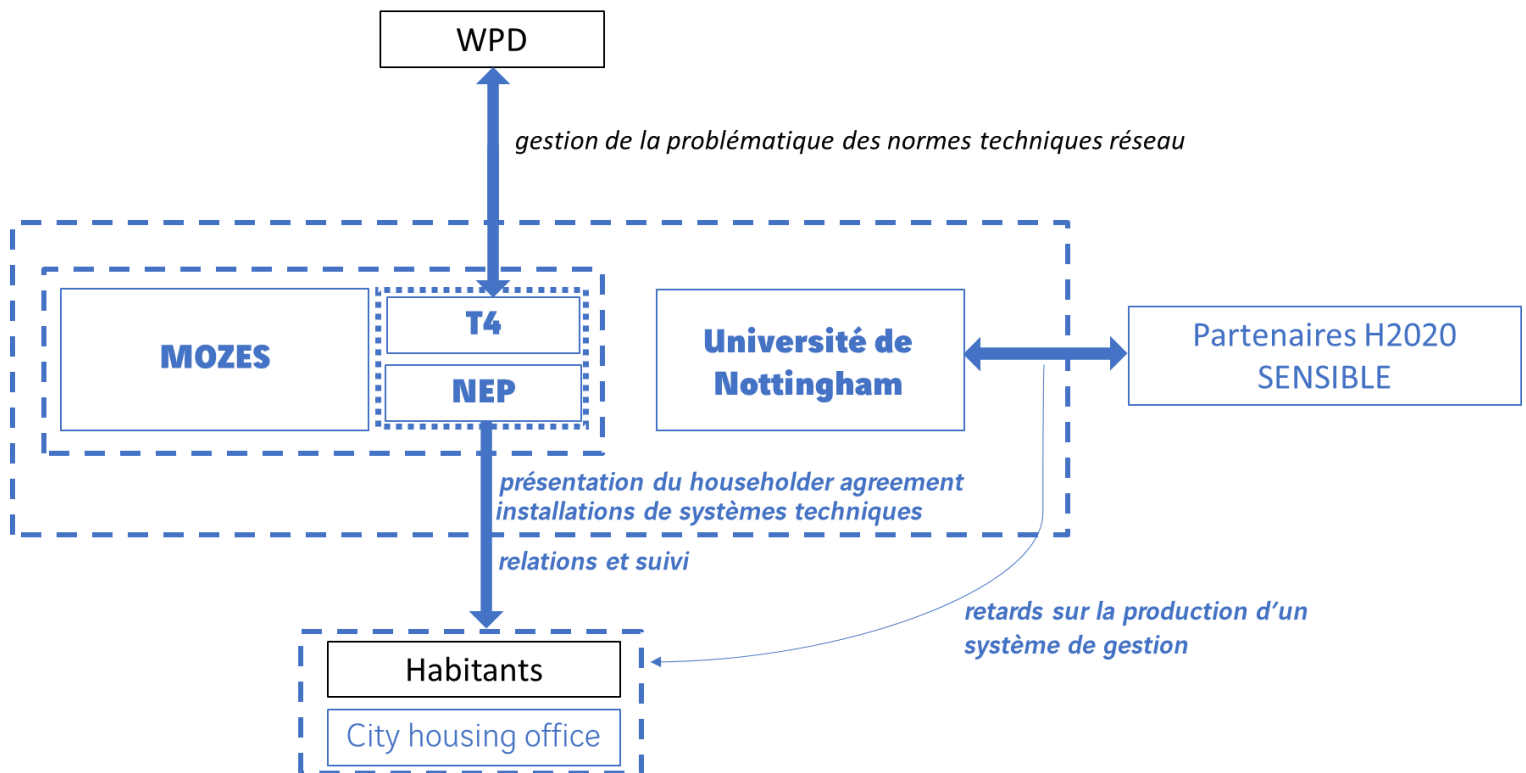 WPD
gestion de la problématique des normes techniques réseau
MOZES
T4
NEP
Université de
Nottingham
Partenaires H2020
SENSIBLE
présentation du householder agreement
installations de systèmes techniques
relations et suivi
retards sur la production d’un
système de gestion
Habitants
City housing office